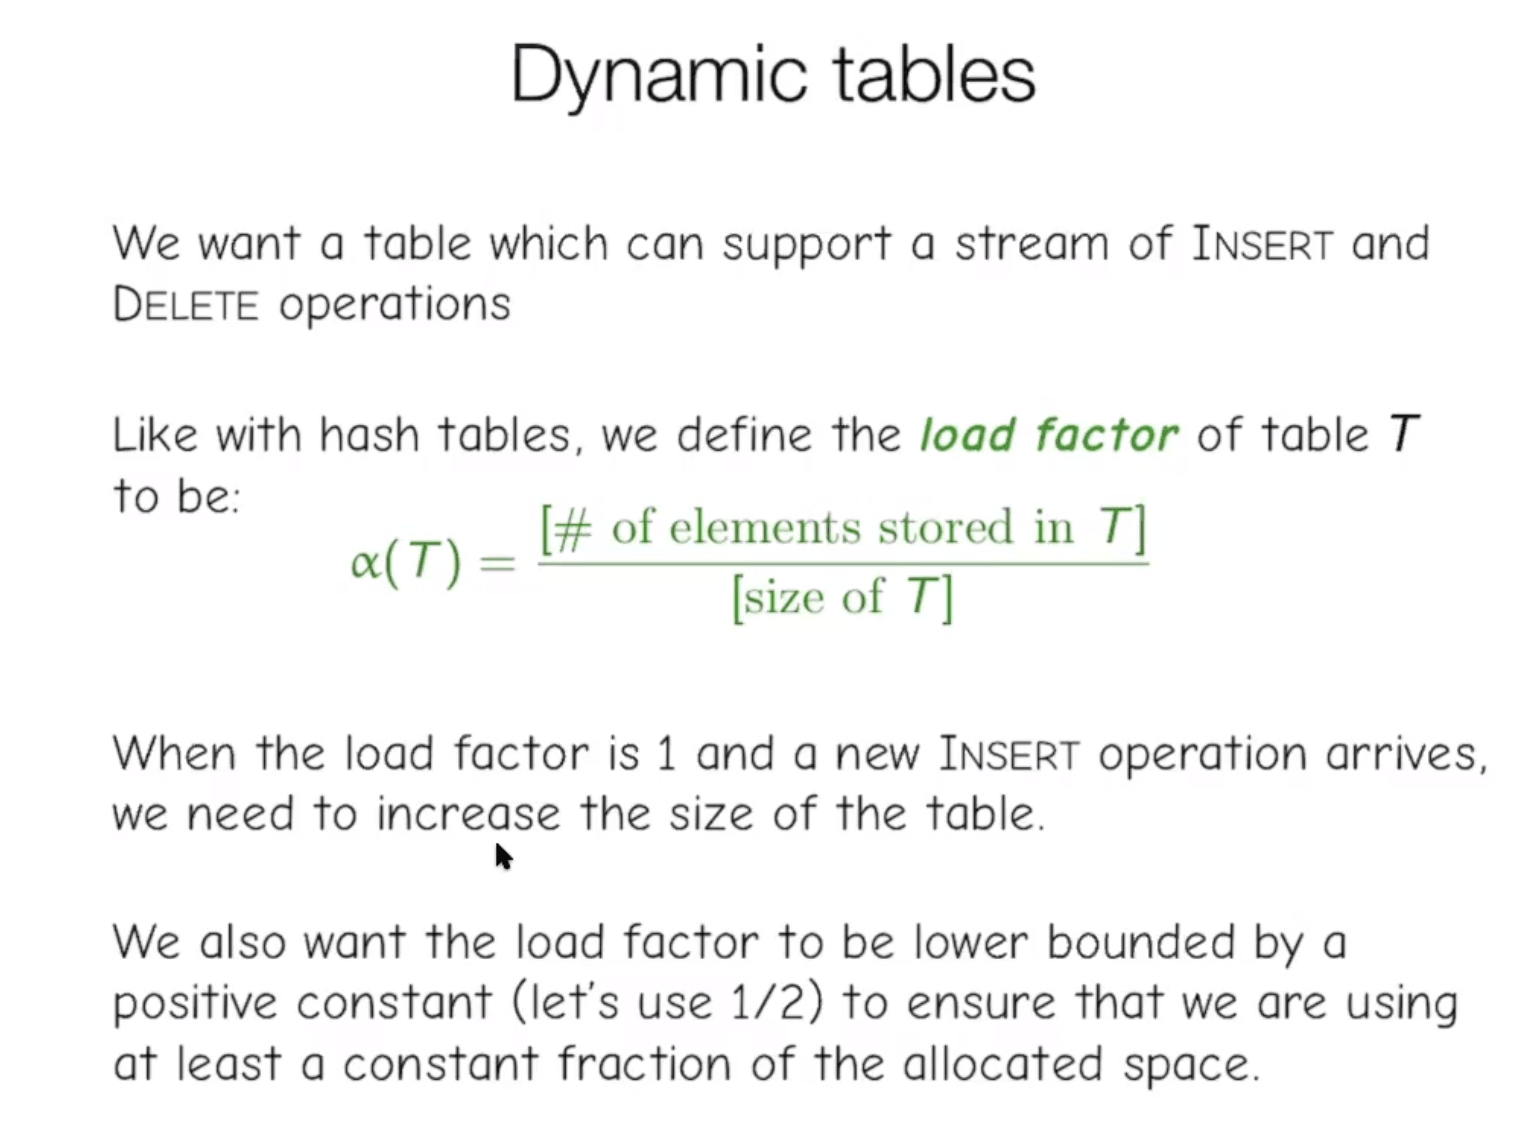 Dynamic tables
We want a table which can support a stream of INSERT and
DELETE operations
Like with hash tables, we define the load factor of table T
to be:
α(T) = [# of elements stored in T] / [size of T]
When the load factor is 1 and a new INSERT operation arrives,
we need to increase the size of the table.
We also want the load factor to be lower bounded by a
positive constant (let's use 1/2) to ensure that we are using
at least a constant fraction of the allocated space.